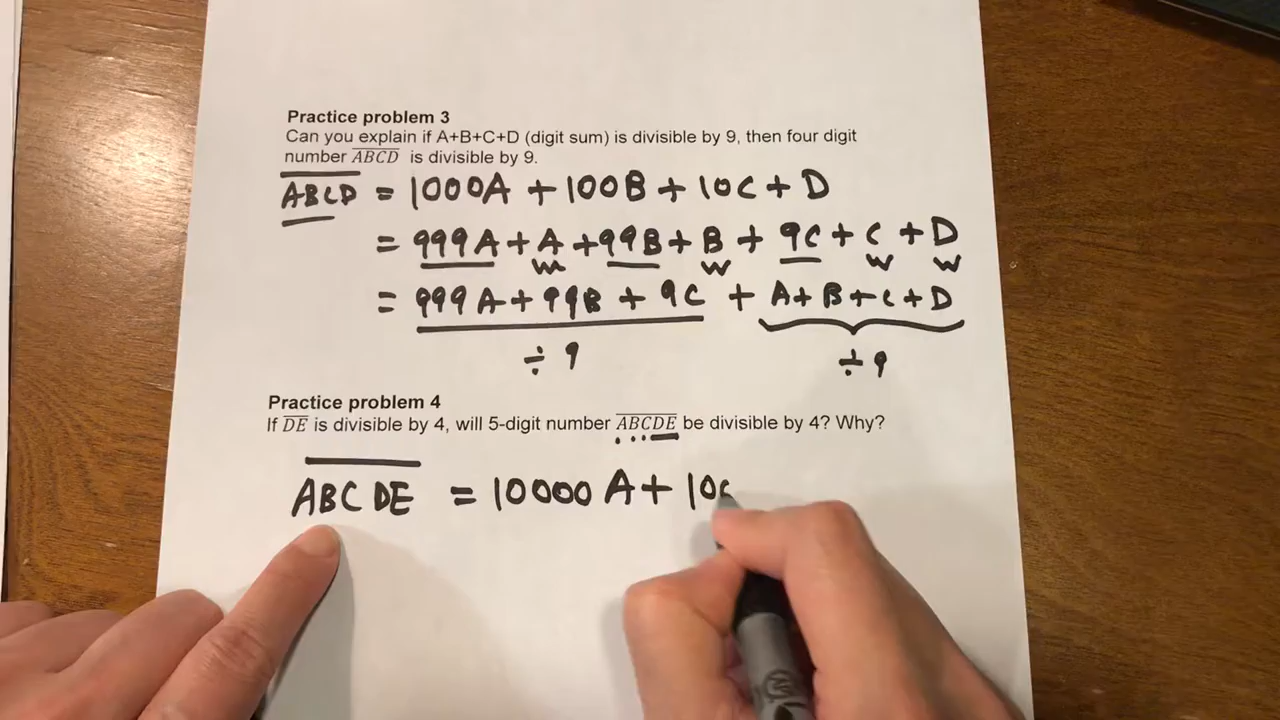 Practice problem 3
Can you explain if A+B+C+D (digit sum) is divisible by 9, then four digit
number ABCD is divisible by 9.
ABCD = 1000A + 100B + 10C + D
= 999A + A + 99B + B + 9C + C + D
= 999A + 99B + 9C + A + B + C + D
÷ 9 ÷ 9
Practice problem 4
If DE is divisible by 4, will 5-digit number ABCDE be divisible by 4? Why?
ABCDE = 10000A + 10